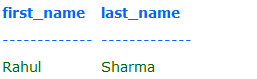 first_name last_name
------------- -------------
Rahul Sharma